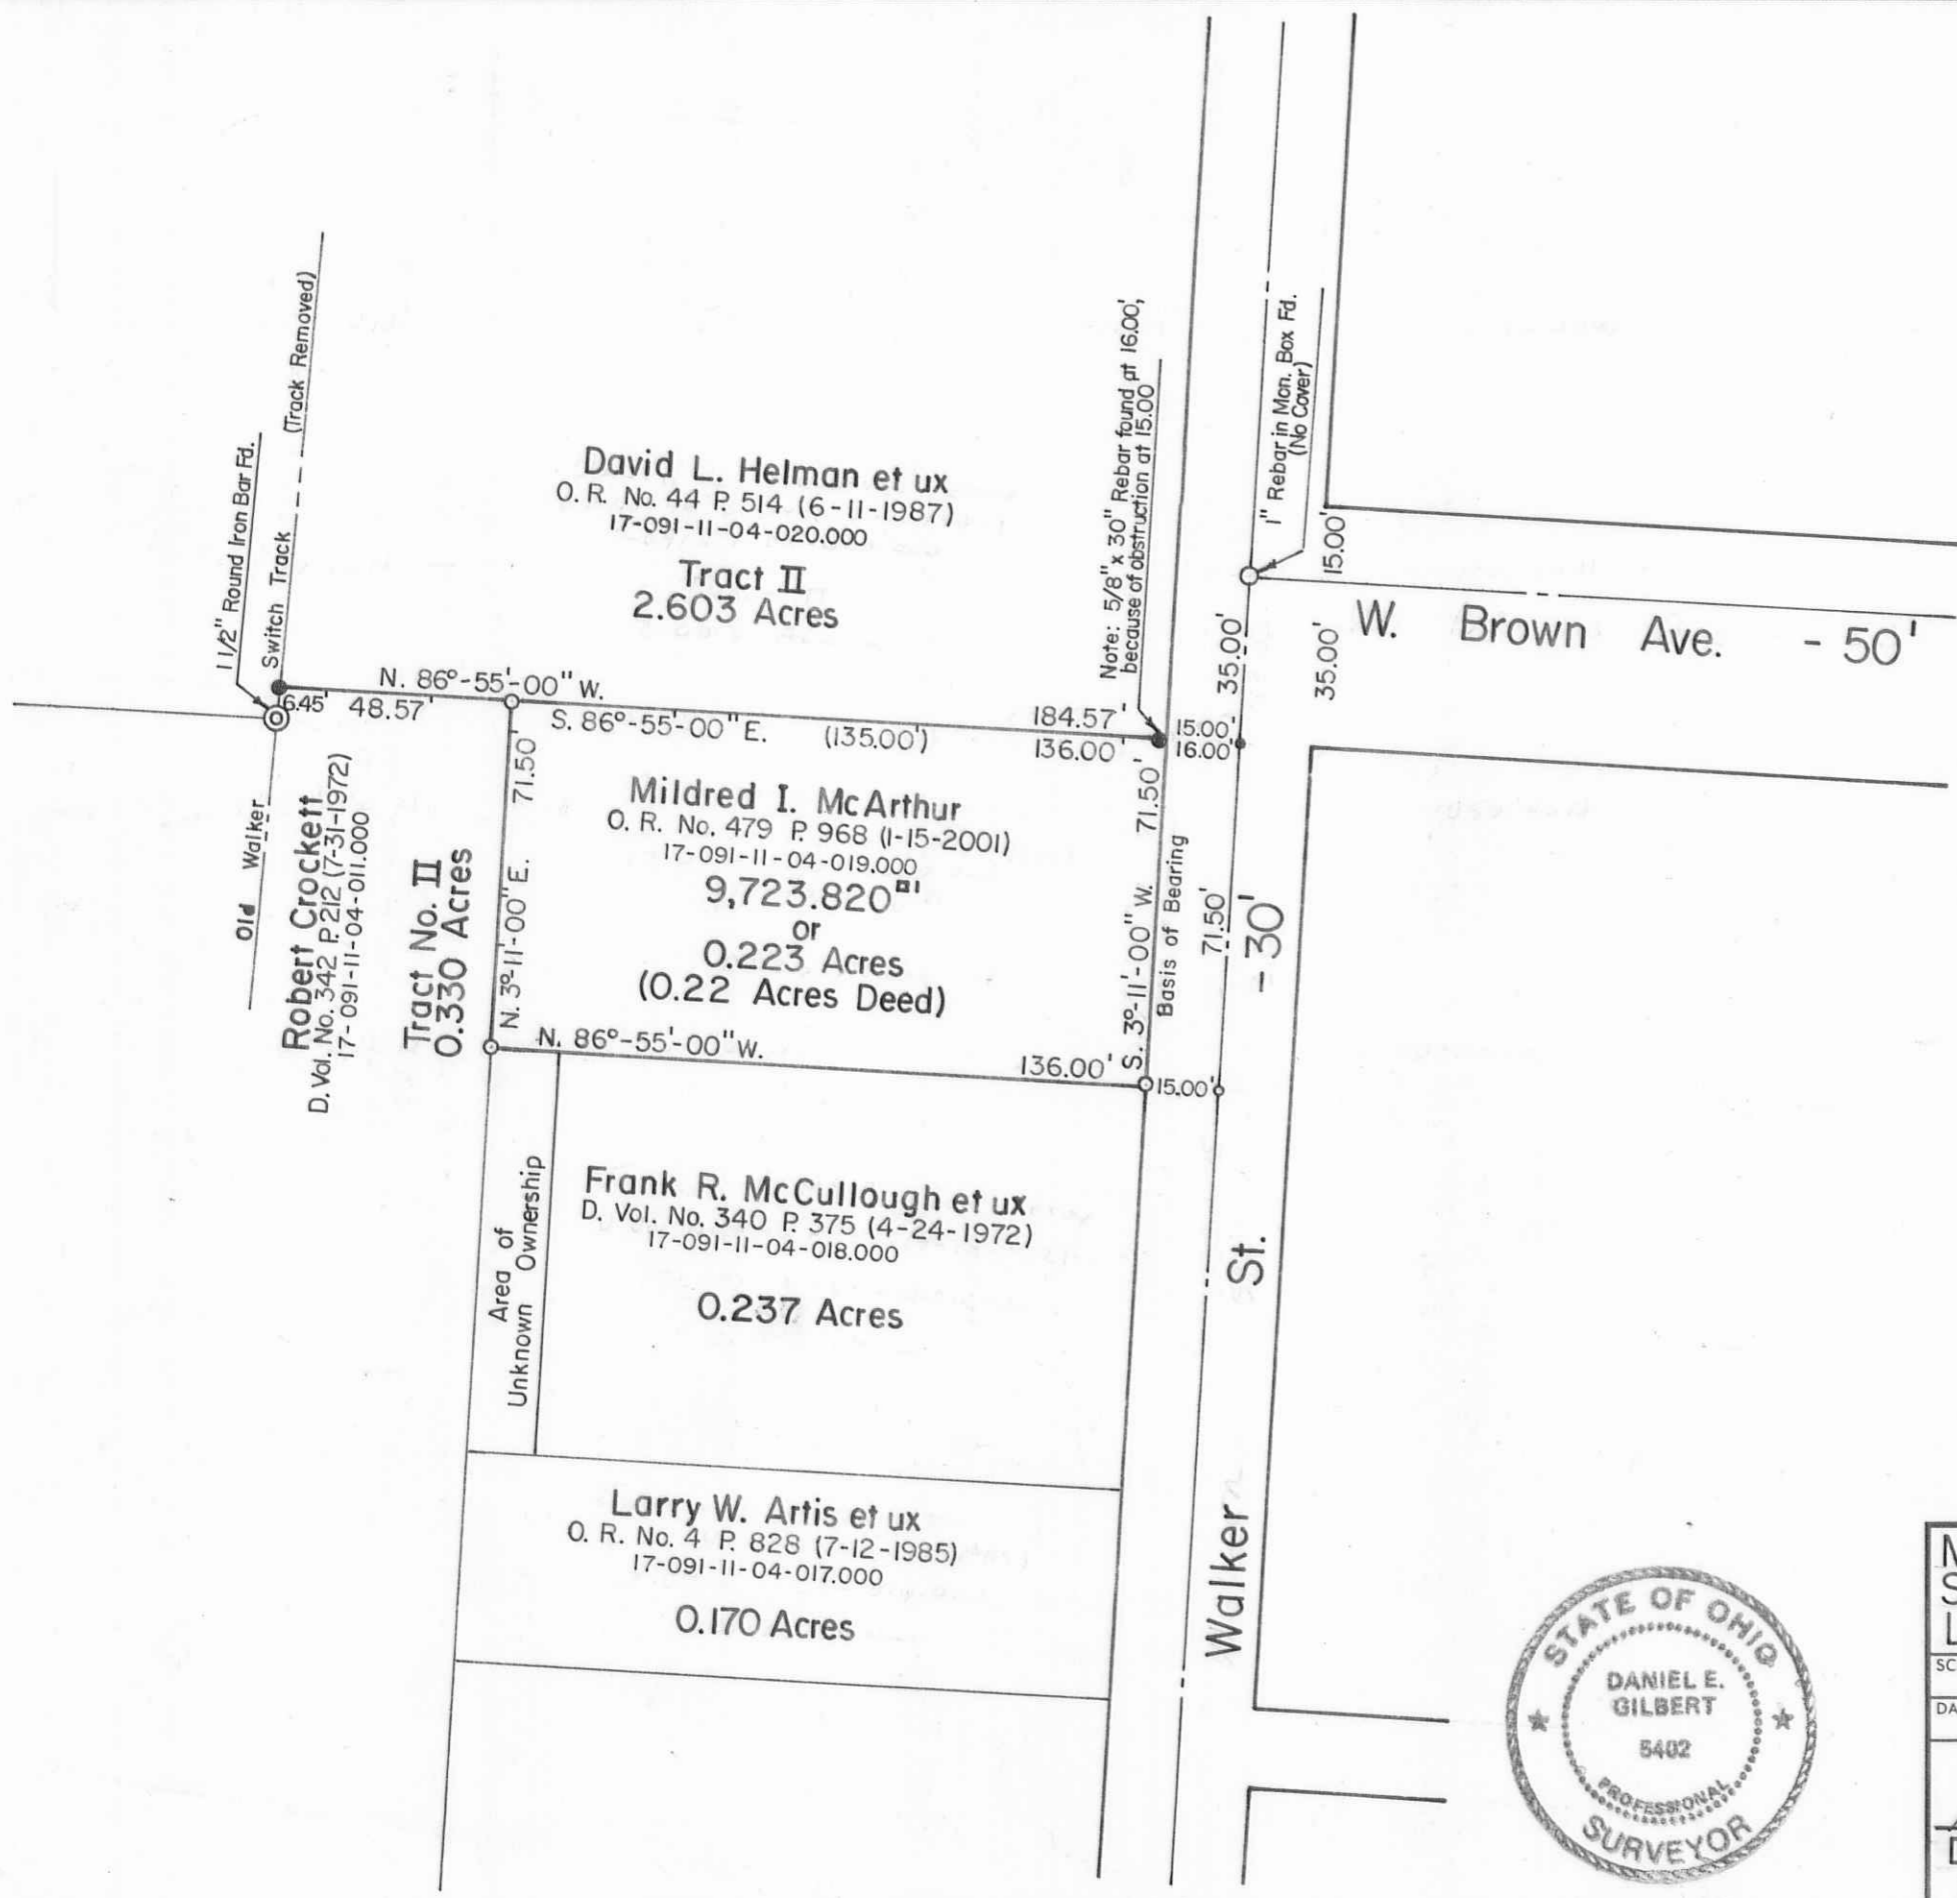 1 1/2" Round Iron Bar Fd.
Switch Track (Track Removed)
David L. Helman et ux
O. R. No. 44 P. 514 (6-11-1987)
17-091-11-04-020.000
Tract II
2.603 Acres
Note: 5/8" x 30" Rebar found at 16.00',
because of obstruction at 15.00
1" Rebar in Mon. Box Fd.
(No Cover)
15.00'
35.00'
35.00'
W. Brown Ave. - 50'
N. 86°-55'-00" W.
6.45'
48.57'
S. 86°-55'-00" E. (135.00')
184.57'
136.00'
15.00'
16.00'
Old Walker
Robert Crockett
D. Vol. No. 342 P. 212 (7-31-1972)
17-091-11-04-011.000
Tract No. II
0.330 Acres
71.50'
N. 3°-11'-00" E.
Mildred I. McArthur
O. R. No. 479 P. 968 (1-15-2001)
17-091-11-04-019.000
9,723.820 □'
or
0.223 Acres
(0.22 Acres Deed)
71.50'
S. 3°-11'-00" W.
Basis of Bearing
71.50'
- 30'
N. 86°-55'-00" W.
136.00'
15.00'
Area of
Unknown Ownership
Frank R. McCullough et ux
D. Vol. No. 340 P. 375 (4-24-1972)
17-091-11-04-018.000
0.237 Acres
Walker St.
Larry W. Artis et ux
O. R. No. 4 P. 828 (7-12-1985)
17-091-11-04-017.000
0.170 Acres
STATE OF OHIO
DANIEL E.
GILBERT
5402
PROFESSIONAL
SURVEYOR
SC
DA